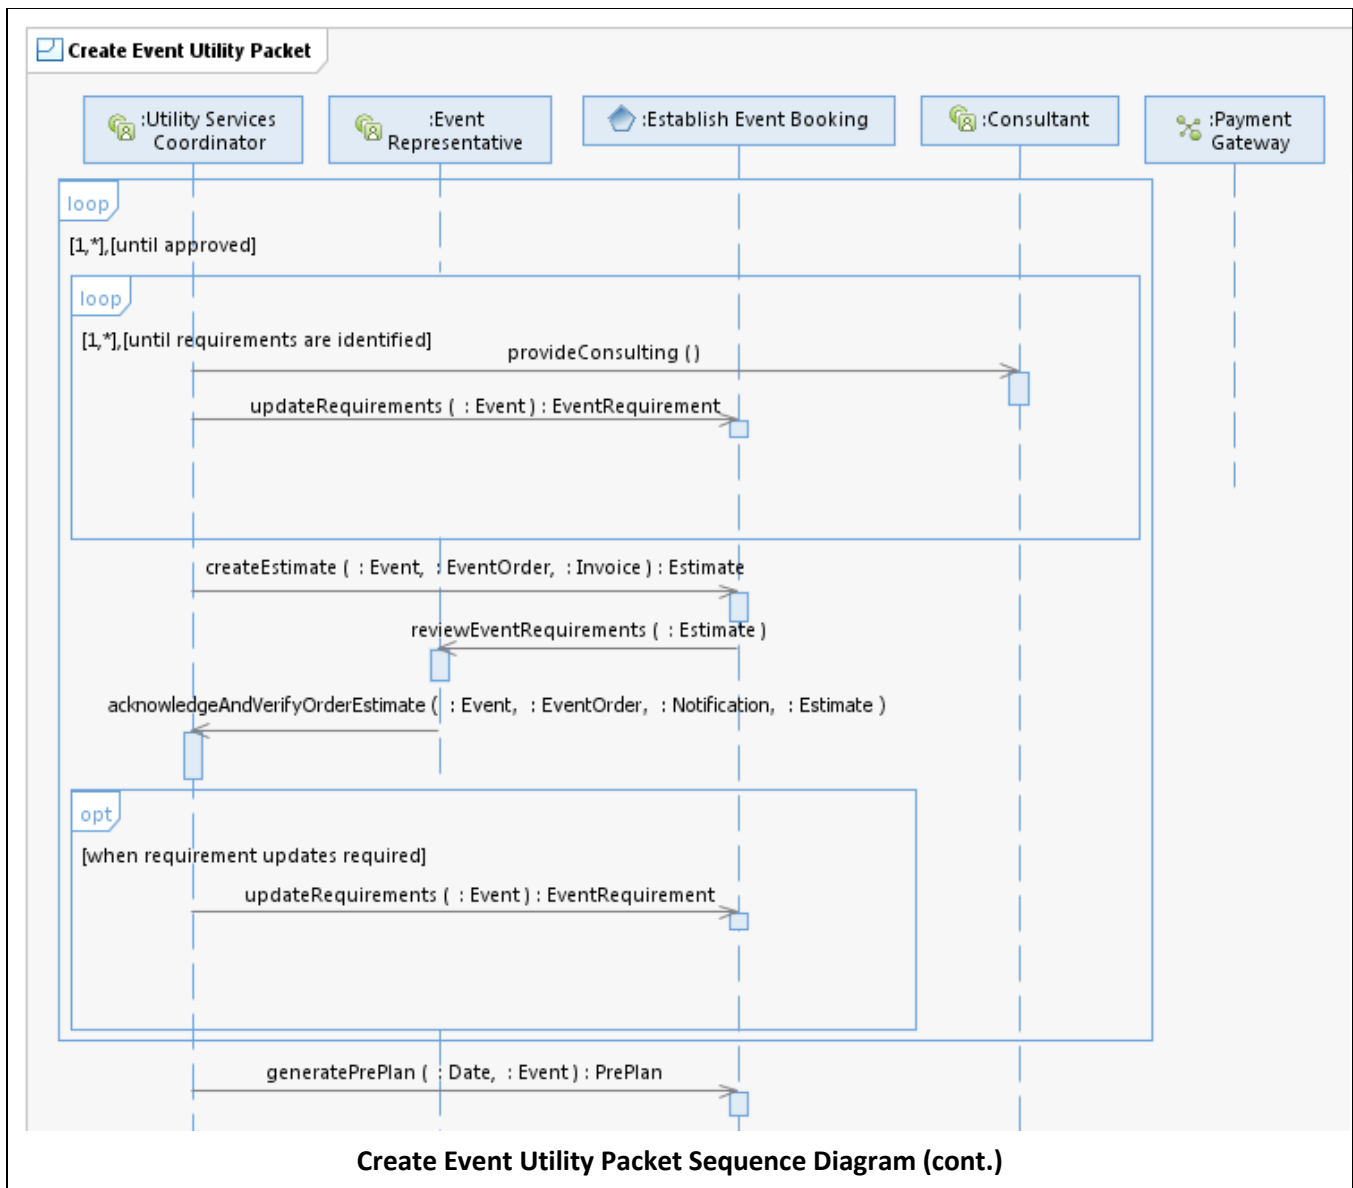 Create Event Utility Packet
:Utility Services
Coordinator
:Event
Representative
:Establish Event Booking
:Consultant
:Payment
Gateway
loop
[1,*],[until approved]
loop
[1,*],[until requirements are identified]
provideConsulting ( )
updateRequirements ( : Event ) : EventRequirement
createEstimate ( : Event, : EventOrder, : Invoice ) : Estimate
reviewEventRequirements ( : Estimate )
acknowledgeAndVerifyOrderEstimate ( : Event, : EventOrder, : Notification, : Estimate )
opt
[when requirement updates required]
updateRequirements ( : Event ) : EventRequirement
generatePrePlan ( : Date, : Event ) : PrePlan
Create Event Utility Packet Sequence Diagram (cont.)